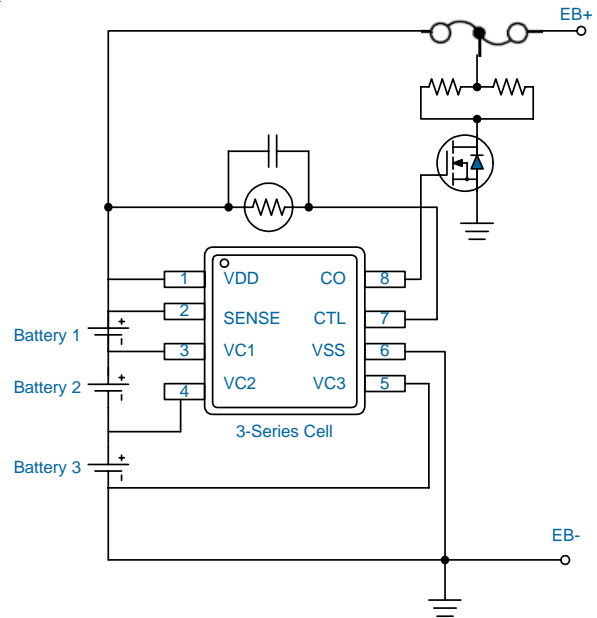 EB+
1 VDD CO 8
2 SENSE CTL 7
Battery 1
3 VC1 VSS 6
Battery 2
4 VC2 VC3 5
3-Series Cell
Battery 3
EB-